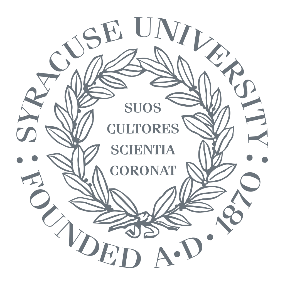 SYRACUSE UNIVERSITY
SUOS
CULTORES
SCIENTIA
CORONAT
: FOUNDED A·D· 1870 :